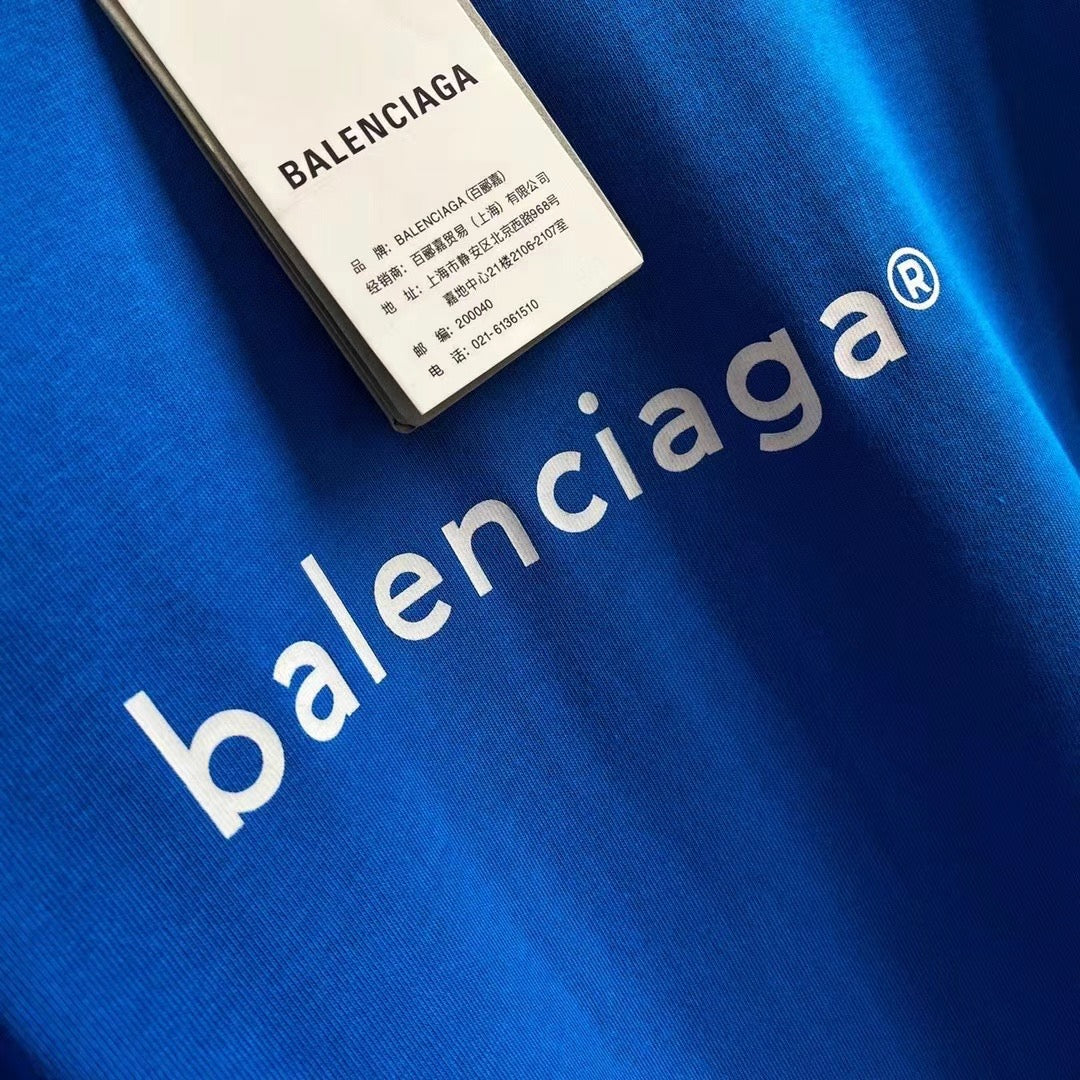 BALENCIAGA
品 牌：BALENCIAGA (百郦嘉)
经销商：百郦嘉贸易（上海）有限公司
地 址：上海市静安区北京西路968号
嘉地中心21楼2106-2107室
邮 编：200040
电 话：021-61361510
balenciaga®